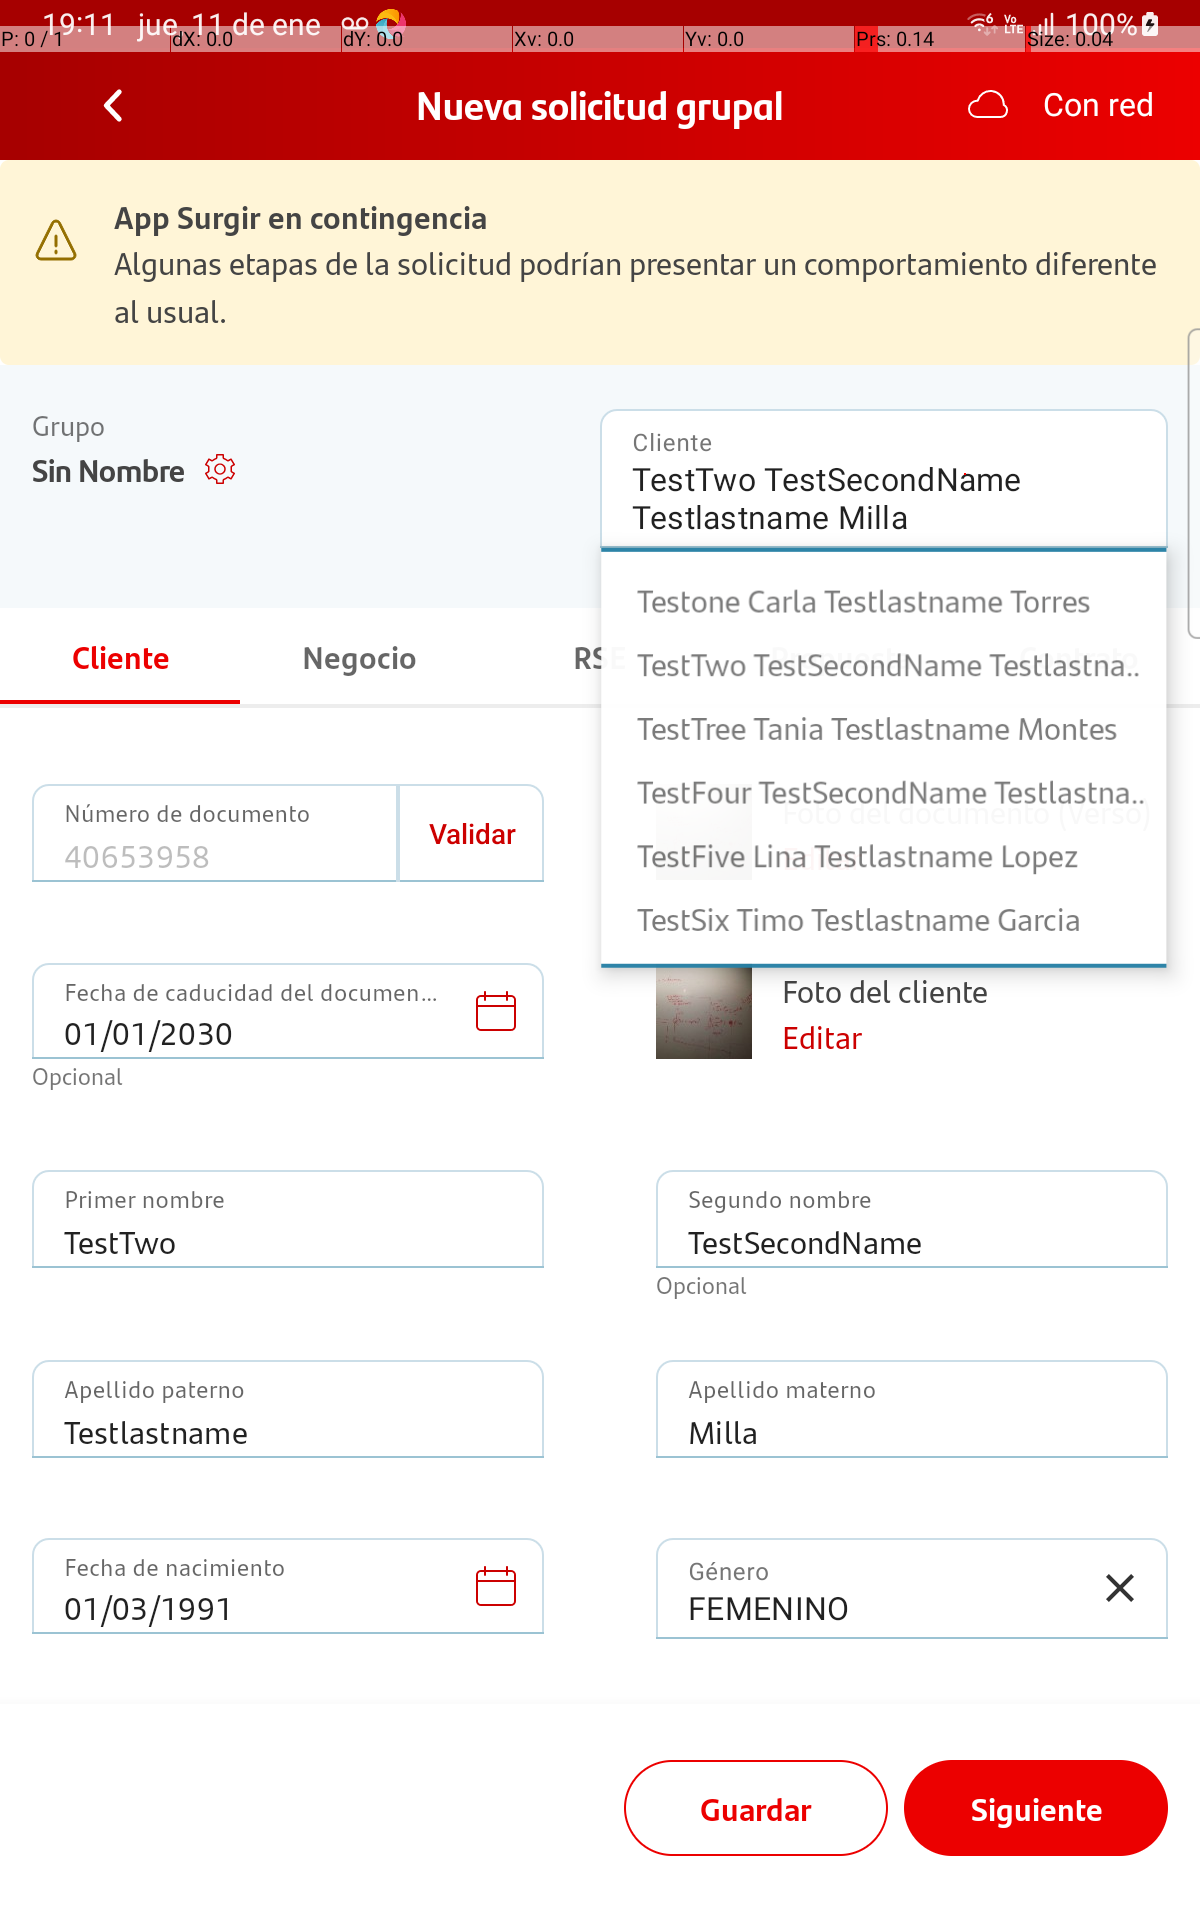 19:11 jue. 11 de ene
100%
P: 0 / 1 dX: 0.0 dY: 0.0 Xv: 0.0 Yv: 0.0 Prs: 0.14 Size: 0.04
Nueva solicitud grupal
Con red
App Surgir en contingencia
Algunas etapas de la solicitud podrían presentar un comportamiento diferente
al usual.
Grupo
Sin Nombre
Cliente
TestTwo TestSecondName
Testlastname Milla
Testone Carla Testlastname Torres
TestTwo TestSecondName Testlastna..
TestTree Tania Testlastname Montes
TestFour TestSecondName Testlastna..
TestFive Lina Testlastname Lopez
TestSix Timo Testlastname Garcia
Cliente
Negocio
RSE
Contrato
Número de documento
40653958
Validar
Foto del documento (Verso)
Fecha de caducidad del documen...
01/01/2030
Opcional
Foto del cliente
Editar
Primer nombre
TestTwo
Segundo nombre
TestSecondName
Opcional
Apellido paterno
Testlastname
Apellido materno
Milla
Fecha de nacimiento
01/03/1991
Género
FEMENINO
Guardar
Siguiente